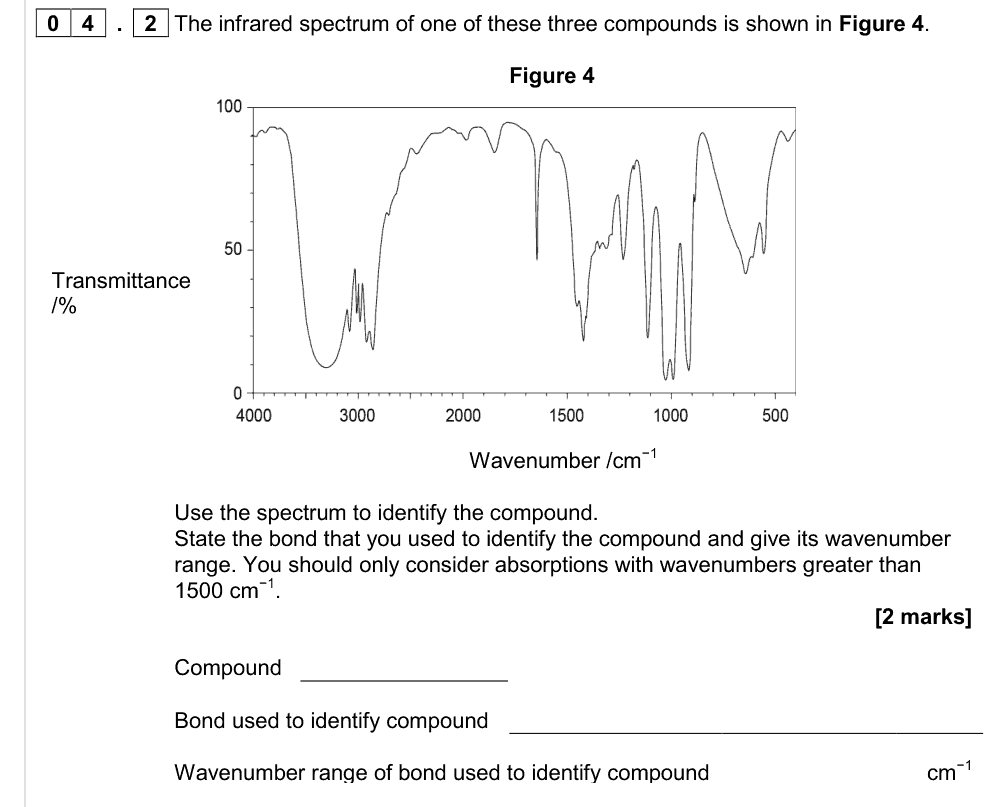 0 4 . 2 The infrared spectrum of one of these three compounds is shown in Figure 4.
Figure 4
100
50
0
Transmittance
/%
4000 3000 2000 1500 1000 500
Wavenumber /cm⁻¹
Use the spectrum to identify the compound.
State the bond that you used to identify the compound and give its wavenumber
range. You should only consider absorptions with wavenumbers greater than
1500 cm⁻¹.
[2 marks]
Compound
Bond used to identify compound
Wavenumber range of bond used to identify compound cm⁻¹